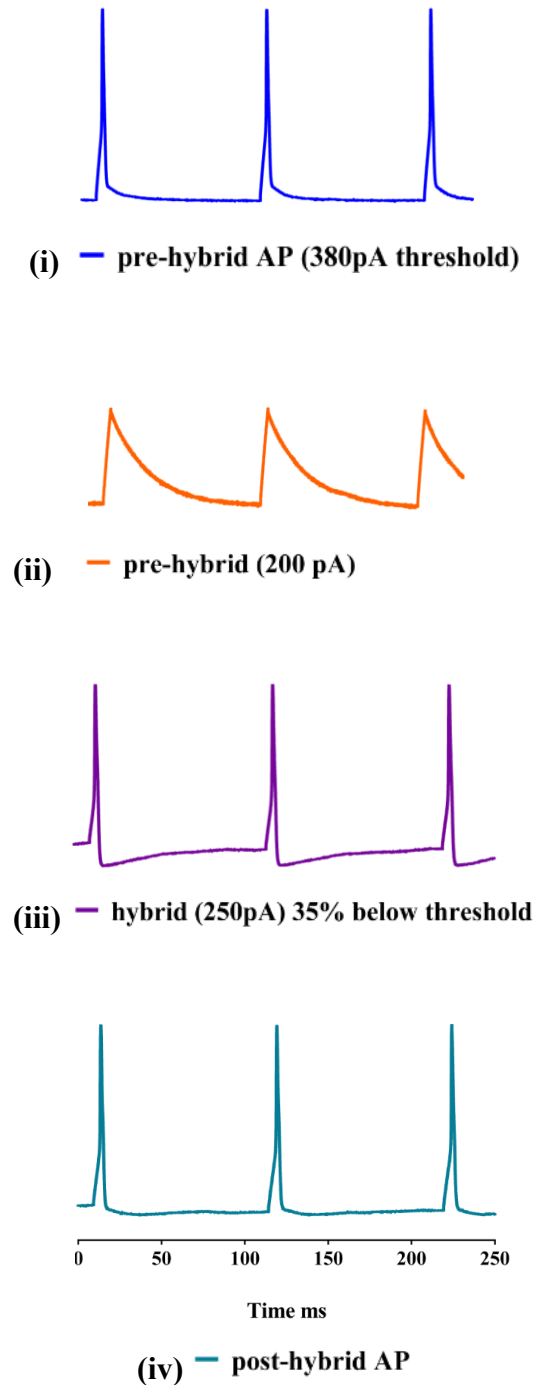 (i) pre-hybrid AP (380pA threshold)
(ii) pre-hybrid (200 pA)
(iii) hybrid (250pA) 35% below threshold
0 50 100 150 200 250
Time ms
(iv) post-hybrid AP